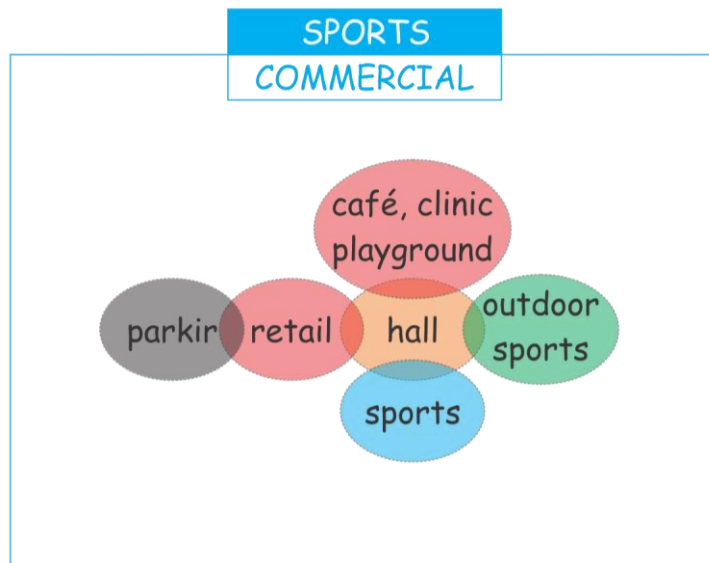 SPORTS
COMMERCIAL
café, clinic
playground
parkir retail hall outdoor
sports
sports